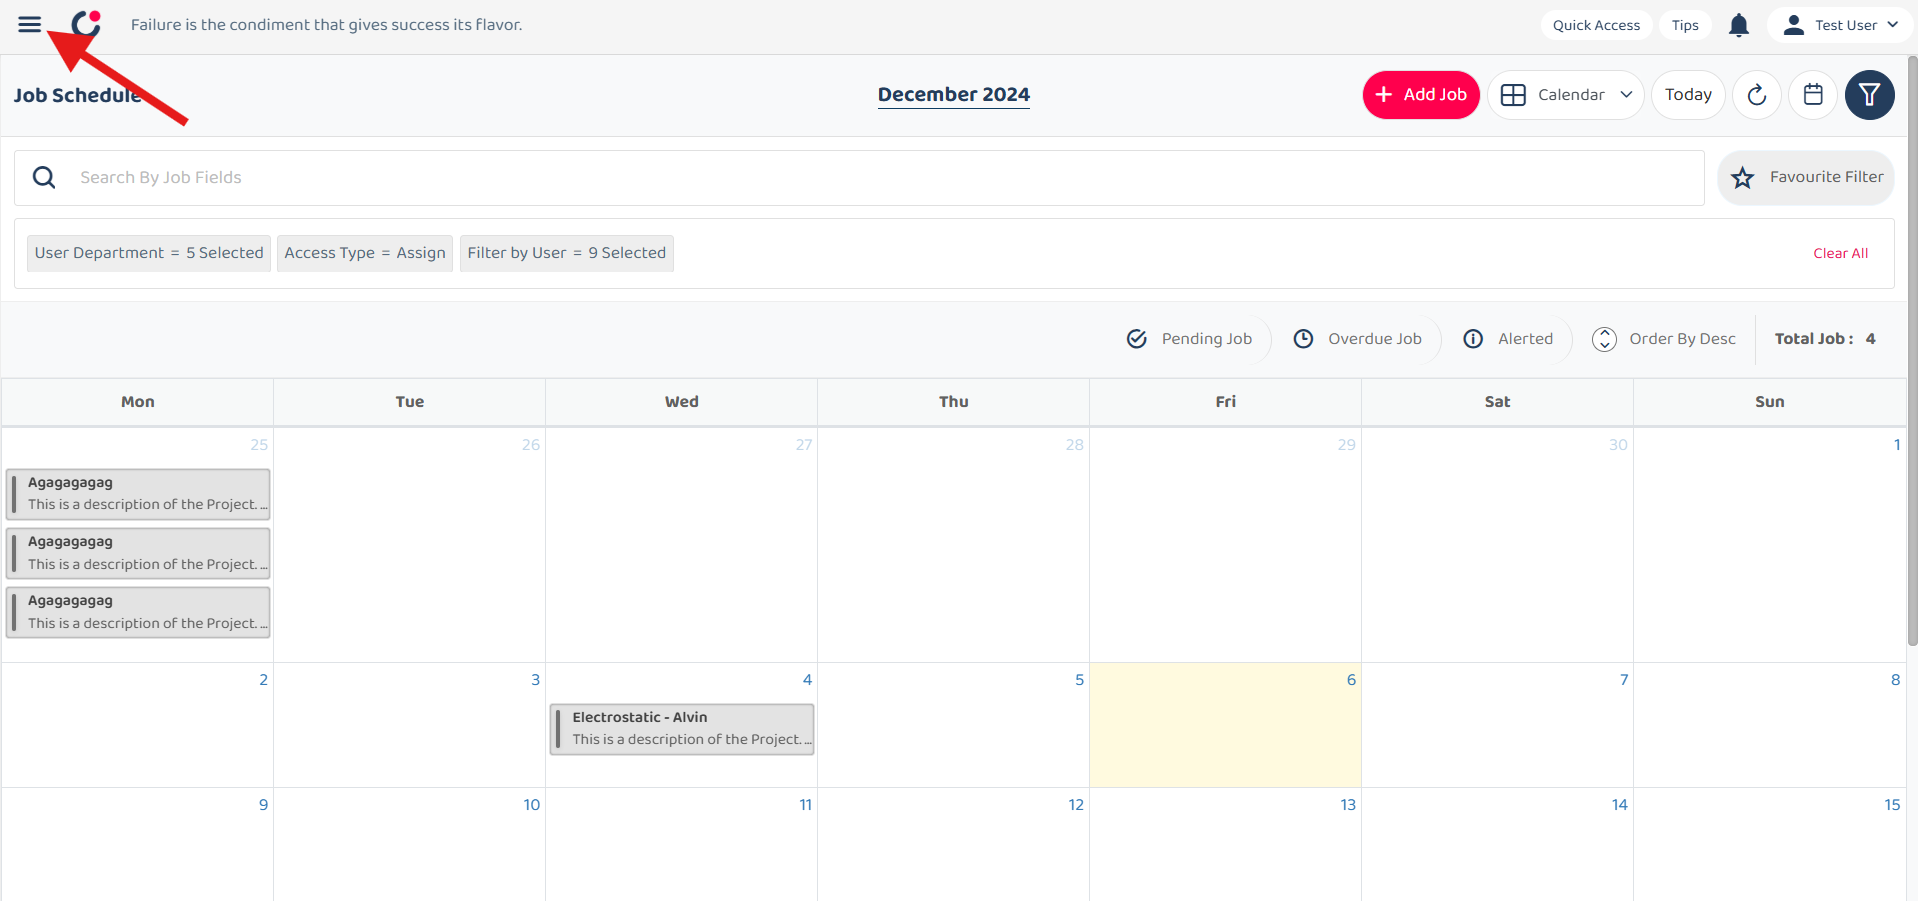 Failure is the condiment that gives success its flavor.
Quick Access
Tips
Test User
Job Schedule
December 2024
+ Add Job
Calendar
Today
Search By Job Fields
Favourite Filter
User Department = 5 Selected
Access Type = Assign
Filter by User = 9 Selected
Clear All
Pending Job
Overdue Job
Alerted
Order By Desc
Total Job : 4
Mon Tue Wed Thu Fri Sat Sun
25 26 27 28 29 30 1
Agagagagag
This is a description of the Project. ...
Agagagagag
This is a description of the Project. ...
Agagagagag
This is a description of the Project. ...
2 3 4 5 6 7 8
Electrostatic - Alvin
This is a description of the Project. ...
9 10 11 12 13 14 15